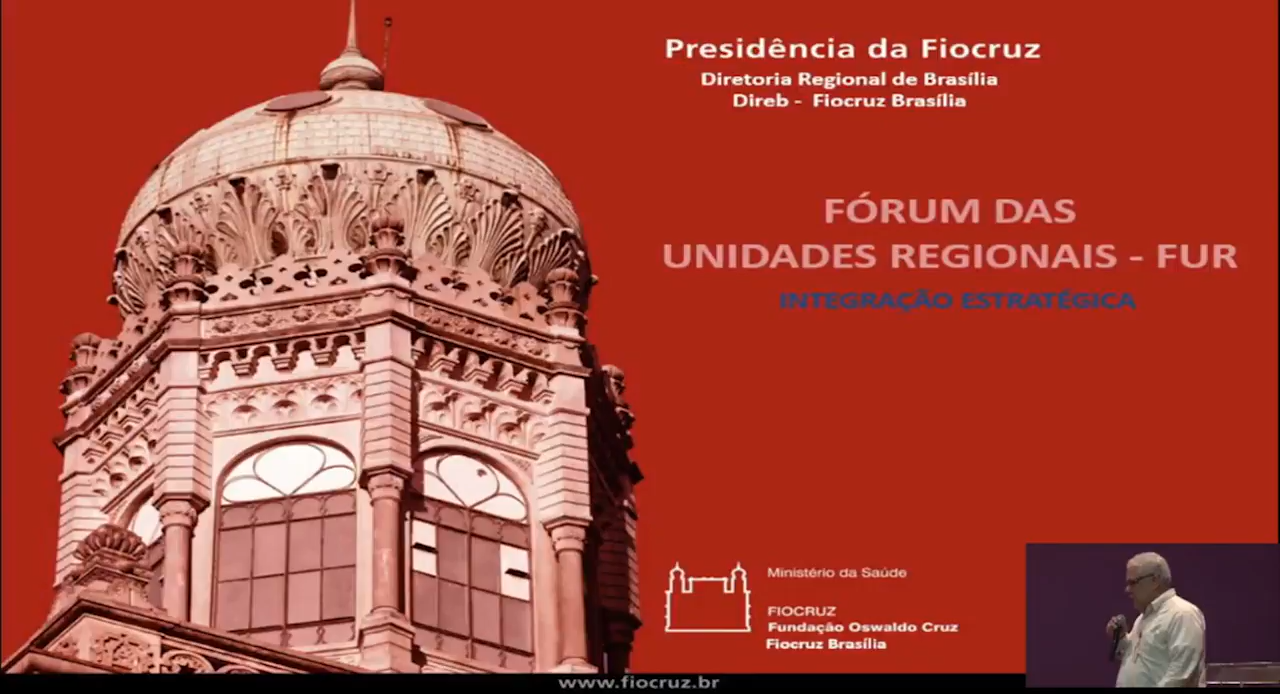 Presidência da Fiocruz
Diretoria Regional de Brasília
Direb - Fiocruz Brasília
FÓRUM DAS
UNIDADES REGIONAIS - FUR
INTEGRAÇÃO ESTRATÉGICA
Ministério da Saúde
FIOCRUZ
Fundação Oswaldo Cruz
Fiocruz Brasília
www.fiocruz.br